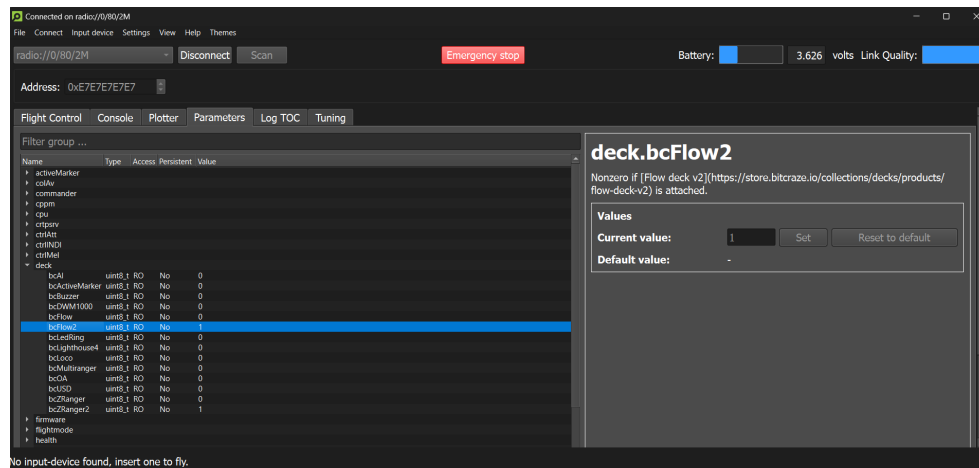 Connected on radio://0/80/2M
File Connect Input device Settings View Help Themes
radio://0/80/2M Disconnect Scan Emergency stop Battery: 3.626 volts Link Quality:
Address: 0xE7E7E7E7E7
Flight Control Console Plotter Parameters Log TOC Tuning
Filter group ...
Name Type Access Persistent Value
activeMarker
colAv
commander
cppm
cpu
crtpsrv
ctrlAtt
ctrlINDI
ctrlMel
deck
bcAI uint8_t RO No 0
bcActiveMarker uint8_t RO No 0
bcBuzzer uint8_t RO No 0
bcDWM1000 uint8_t RO No 0
bcFlow uint8_t RO No 0
bcFlow2 uint8_t RO No 1
bcLedRing uint8_t RO No 0
bcLighthouse4 uint8_t RO No 0
bcLoco uint8_t RO No 0
bcMultiranger uint8_t RO No 0
bcOA uint8_t RO No 0
bcUSD uint8_t RO No 0
bcZRanger uint8_t RO No 0
bcZRanger2 uint8_t RO No 1
firmware
flightmode
health
deck.bcFlow2
Nonzero if [Flow deck v2](https://store.bitcraze.io/collections/decks/products/
flow-deck-v2) is attached.
Values
Current value: 1 Set Reset to default
Default value: -
No input-device found, insert one to fly.